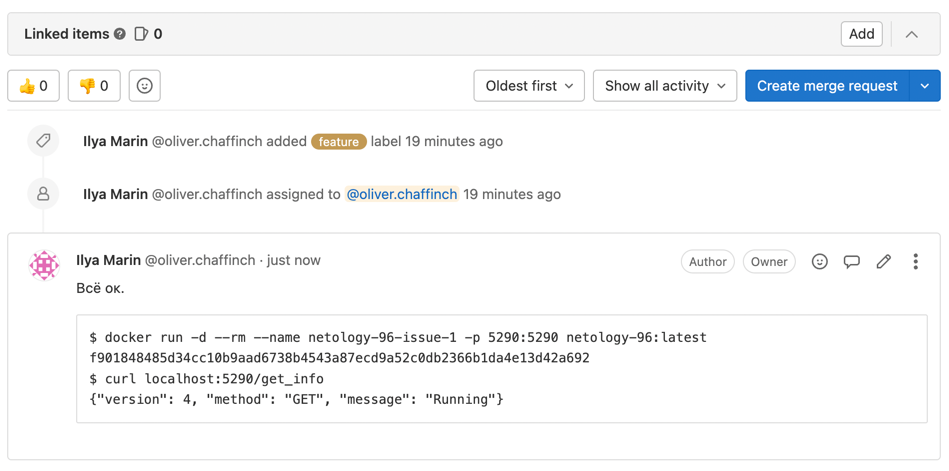 Linked items 0 Add
👍 0 👎 0 Oldest first Show all activity Create merge request
Ilya Marin @oliver.chaffinch added feature label 19 minutes ago
Ilya Marin @oliver.chaffinch assigned to @oliver.chaffinch 19 minutes ago
Ilya Marin @oliver.chaffinch · just now Author Owner
Всё ок.
$ docker run -d --rm --name netology-96-issue-1 -p 5290:5290 netology-96:latest
f901848485d34cc10b9aad6738b4543a87ecd9a52c0db2366b1da4e13d42a692
$ curl localhost:5290/get_info
{"version": 4, "method": "GET", "message": "Running"}